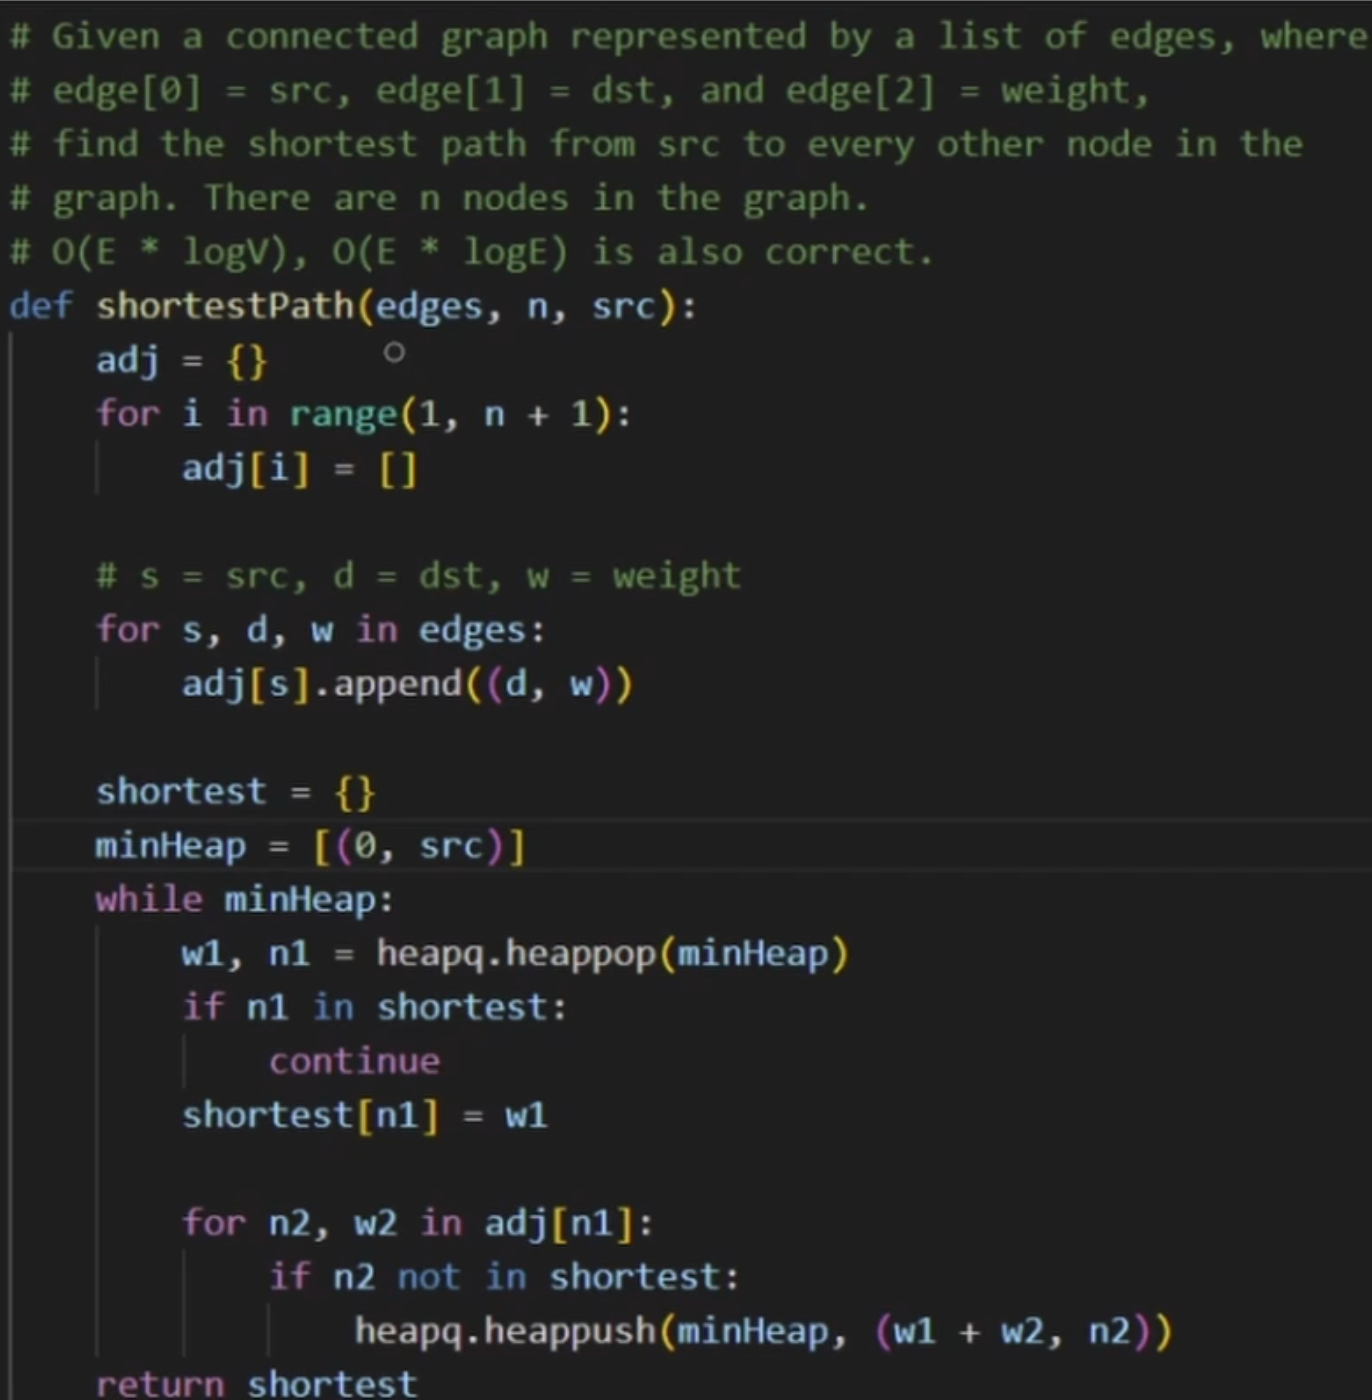 # Given a connected graph represented by a list of edges, where
# edge[0] = src, edge[1] = dst, and edge[2] = weight,
# find the shortest path from src to every other node in the
# graph. There are n nodes in the graph.
# O(E * logV), O(E * logE) is also correct.
def shortestPath(edges, n, src):
    adj = {}
    for i in range(1, n + 1):
        adj[i] = []

    # s = src, d = dst, w = weight
    for s, d, w in edges:
        adj[s].append((d, w))

    shortest = {}
    minHeap = [(0, src)]
    while minHeap:
        w1, n1 = heapq.heappop(minHeap)
        if n1 in shortest:
            continue
        shortest[n1] = w1

        for n2, w2 in adj[n1]:
            if n2 not in shortest:
                heapq.heappush(minHeap, (w1 + w2, n2))
    return shortest